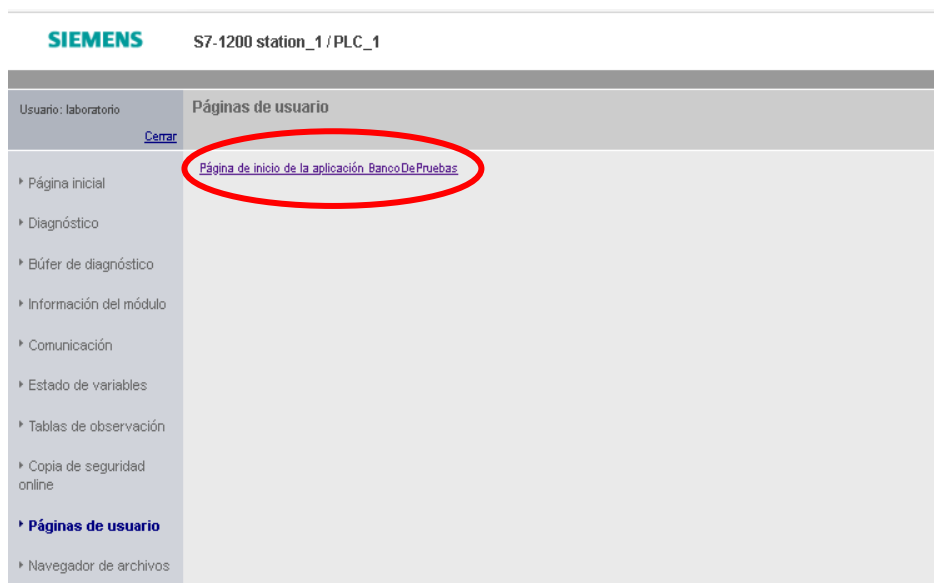 SIEMENS
S7-1200 station_1 / PLC_1
Usuario: laboratorio
Cerrar
Páginas de usuario
Página de inicio de la aplicación BancoDePruebas
Página inicial
Diagnóstico
Búfer de diagnóstico
Información del módulo
Comunicación
Estado de variables
Tablas de observación
Copia de seguridad
online
Páginas de usuario
Navegador de archivos